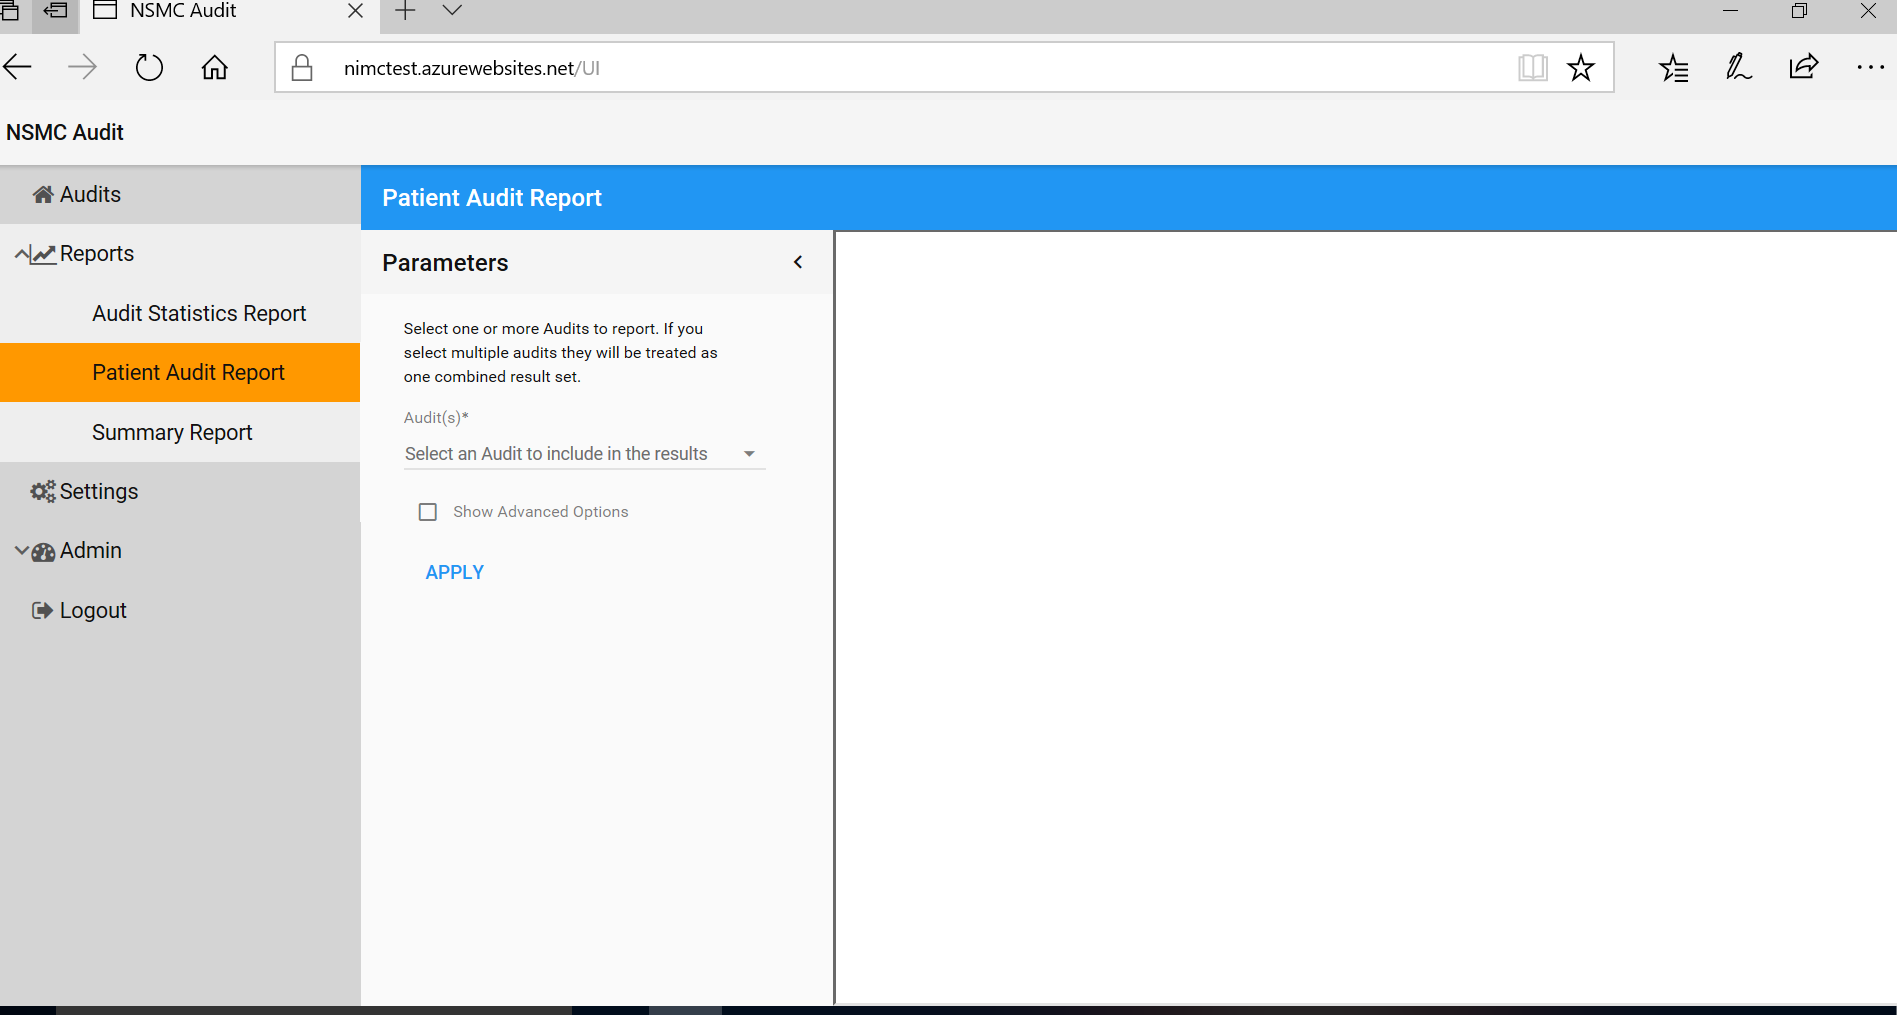 NSMC Audit
nimctest.azurewebsites.net/UI
NSMC Audit
Audits
Reports
Audit Statistics Report
Patient Audit Report
Summary Report
Settings
Admin
Logout
Patient Audit Report
Parameters
Select one or more Audits to report. If you
select multiple audits they will be treated as
one combined result set.
Audit(s)*
Select an Audit to include in the results
Show Advanced Options
APPLY